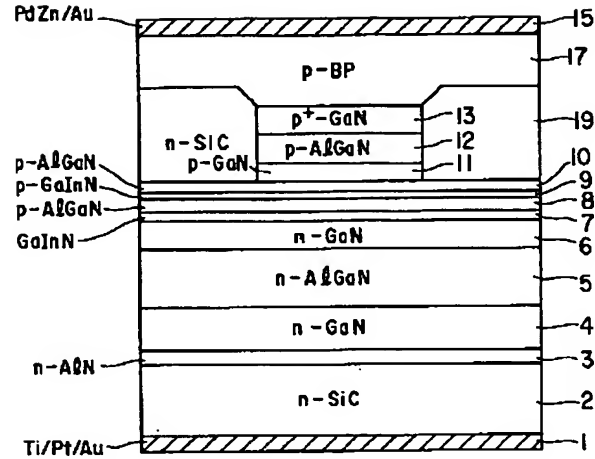 PdZn/Au
15
17
p-BP
p⁺-GaN
13
19
n-SiC
p-AlGaN
12
10
p-GaN
11
p-AlGaN
9
p-GaInN
8
p-AlGaN
7
GaInN
n-GaN
6
n-AlGaN
5
n-GaN
4
n-AlN
3
n-SiC
2
Ti/Pt/Au
1